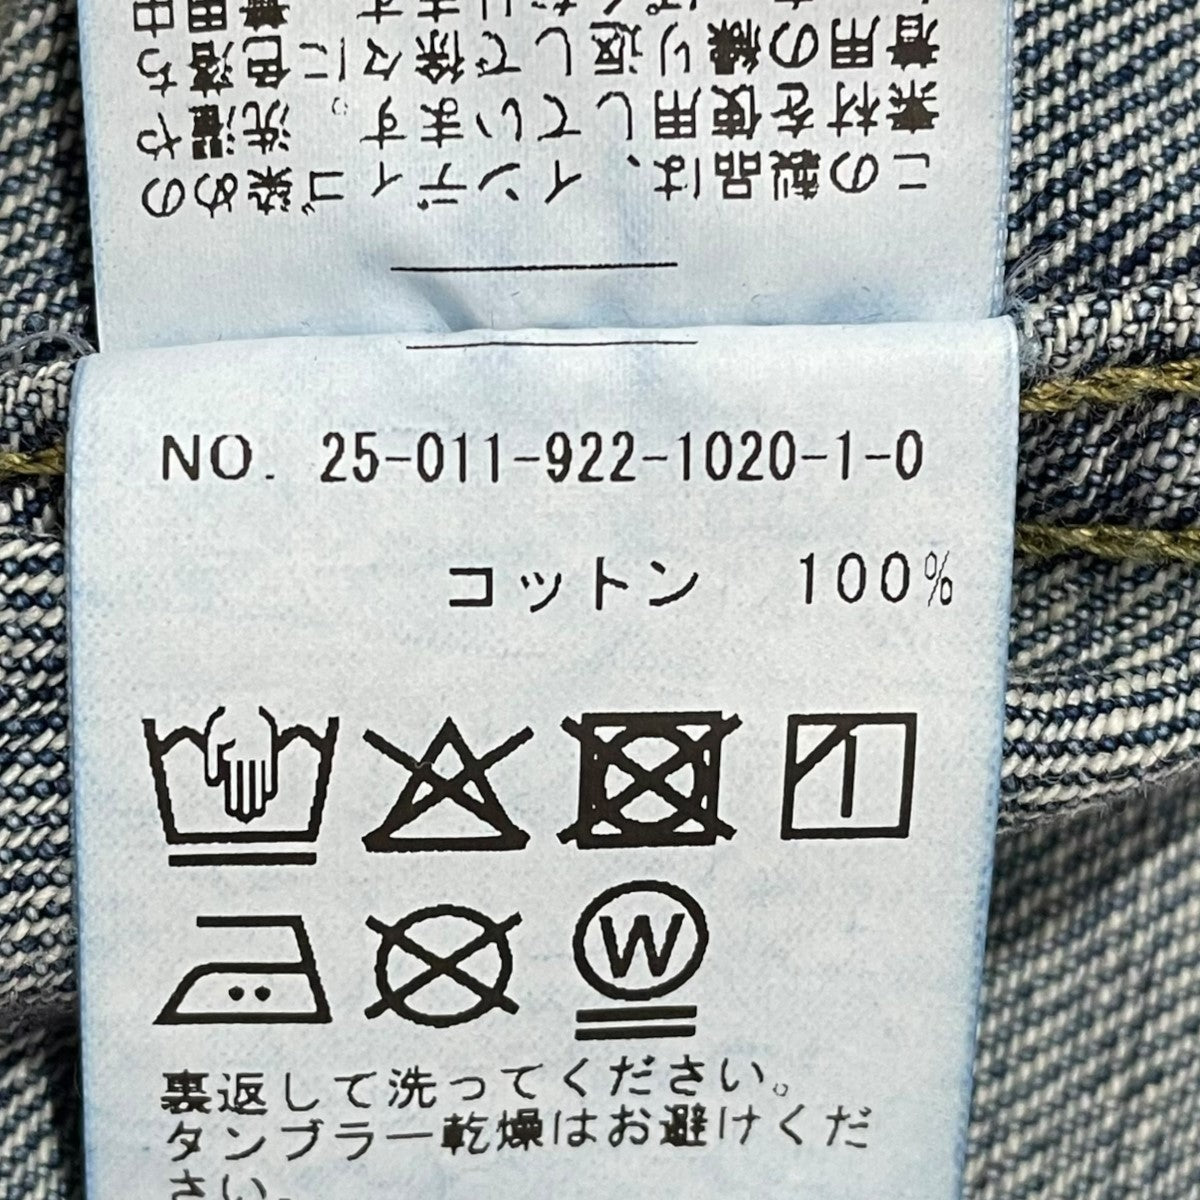 この製品は、インディゴ染めの
素材を使用しています。洗濯や
着用の繰り返しで徐々に色落ち
NO. 25-011-922-1020-1-0
コットン 100%
W
裏返して洗ってください。
タンブラー乾燥はお避けくだ
さい。